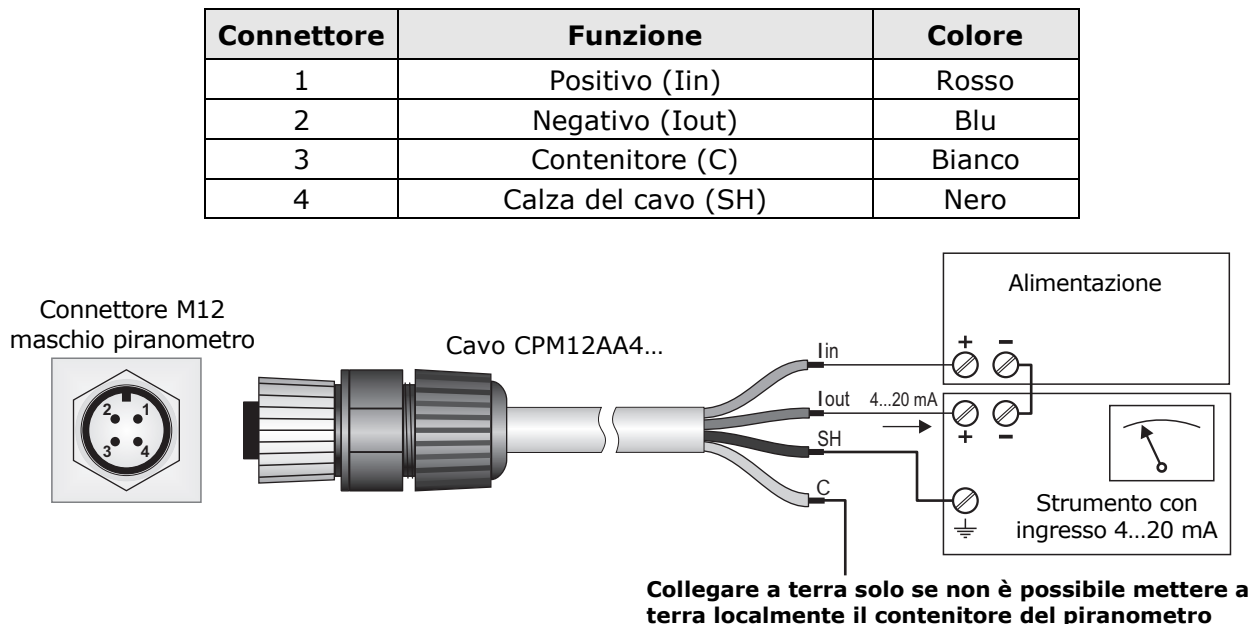 Connettore Funzione Colore
1 Positivo (Iin) Rosso
2 Negativo (Iout) Blu
3 Contenitore (C) Bianco
4 Calza del cavo (SH) Nero
Connettore M12
maschio piranometro
2 1
3 4
Cavo CPM12AA4...
Iin
Iout 4...20 mA
SH
C
Alimentazione
+ −
+ −
Strumento con
ingresso 4...20 mA
Collegare a terra solo se non è possibile mettere a
terra localmente il contenitore del piranometro